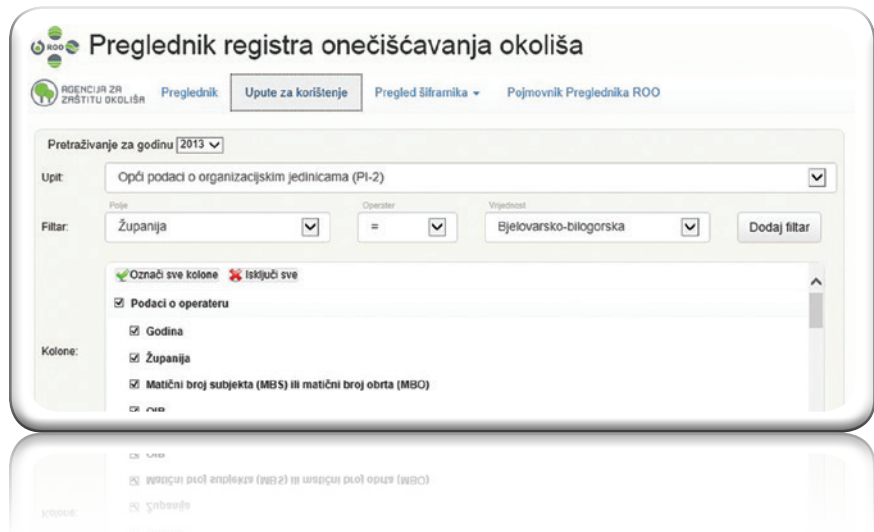 ROO Preglednik registra onečišćavanja okoliša
AGENCIJA ZA
ZAŠTITU OKOLIŠA
Preglednik Upute za korištenje Pregled šifrarnika Pojmovnik Preglednika ROO
Pretraživanje za godinu 2013
Upit: Opći podaci o organizacijskim jedinicama (PI-2)
Polje Operater Vrijednost
Filtar: Županija = Bjelovarsko-bilogorska Dodaj filtar
Označi sve kolone Isključi sve
Podaci o operateru
Godina
Kolone:
Županija
Matični broj subjekta (MBS) ili matični broj obrta (MBO)
OIB